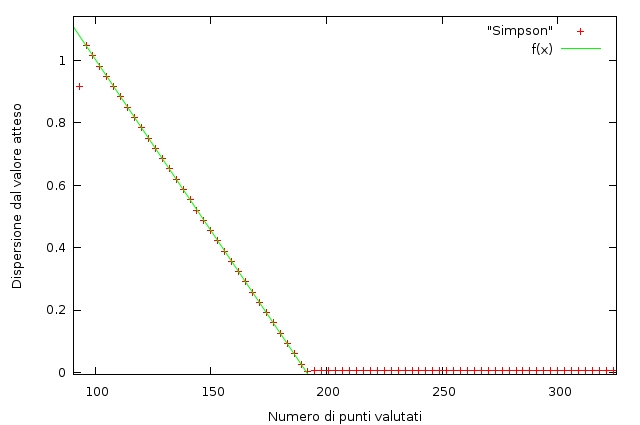 "Simpson"
f(x)
1
0.8
0.6
0.4
0.2
0
Dispersione dal valore atteso
100 150 200 250 300
Numero di punti valutati